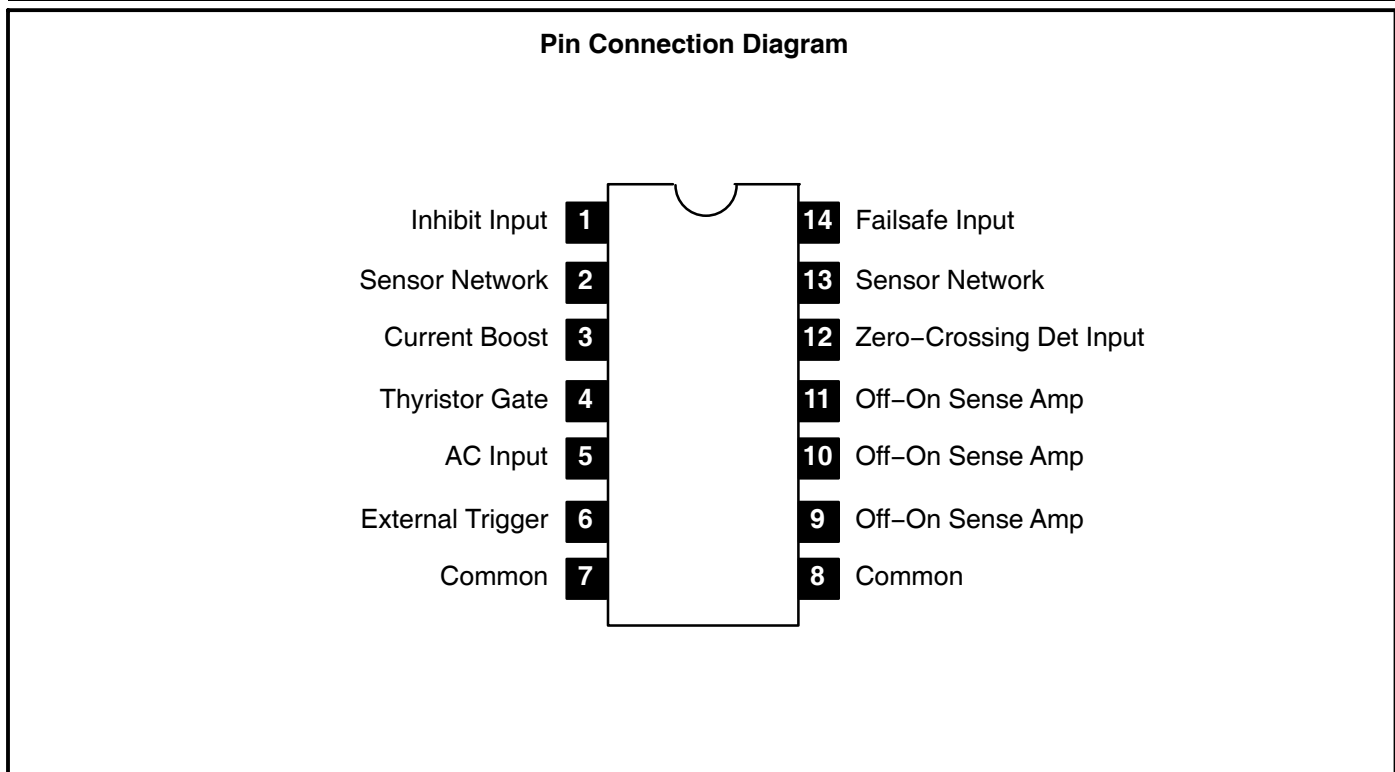 Pin Connection Diagram
Inhibit Input 1 14 Failsafe Input
Sensor Network 2 13 Sensor Network
Current Boost 3 12 Zero−Crossing Det Input
Thyristor Gate 4 11 Off−On Sense Amp
AC Input 5 10 Off−On Sense Amp
External Trigger 6 9 Off−On Sense Amp
Common 7 8 Common